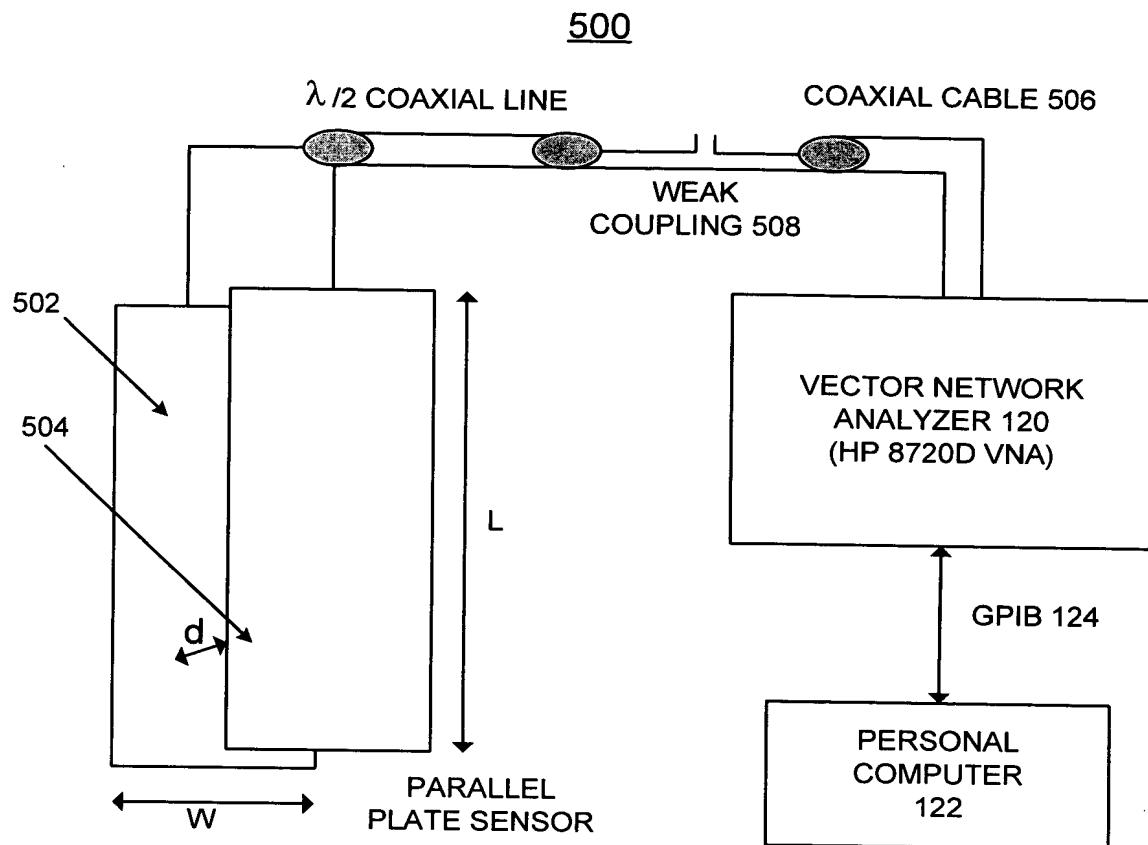 500
λ/2 COAXIAL LINE
COAXIAL CABLE 506
WEAK
COUPLING 508
502
504
d
L
W
PARALLEL
PLATE SENSOR
VECTOR NETWORK
ANALYZER 120
(HP 8720D VNA)
GPIB 124
PERSONAL
COMPUTER
122